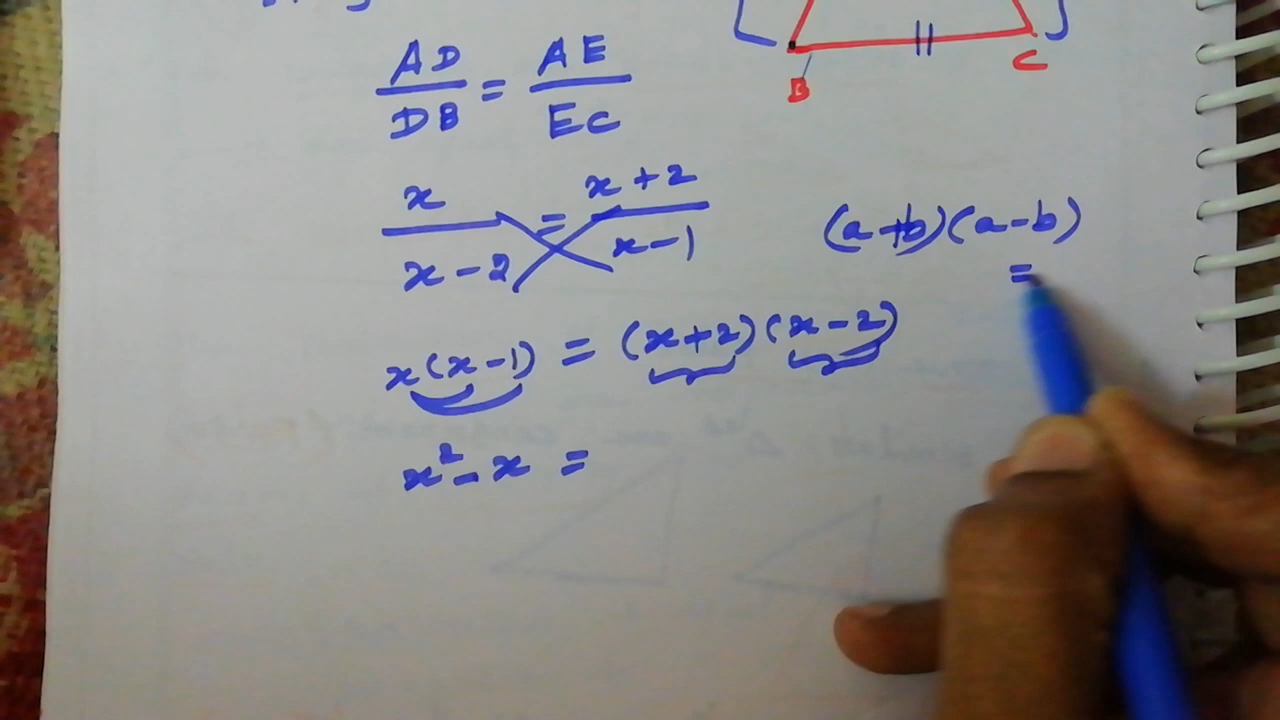 B C
AD/DB = AE/EC
x/x-2 = x+2/x-1
(a+b)(a-b)
=
x(x-1) = (x+2)(x-2)
x²-x =